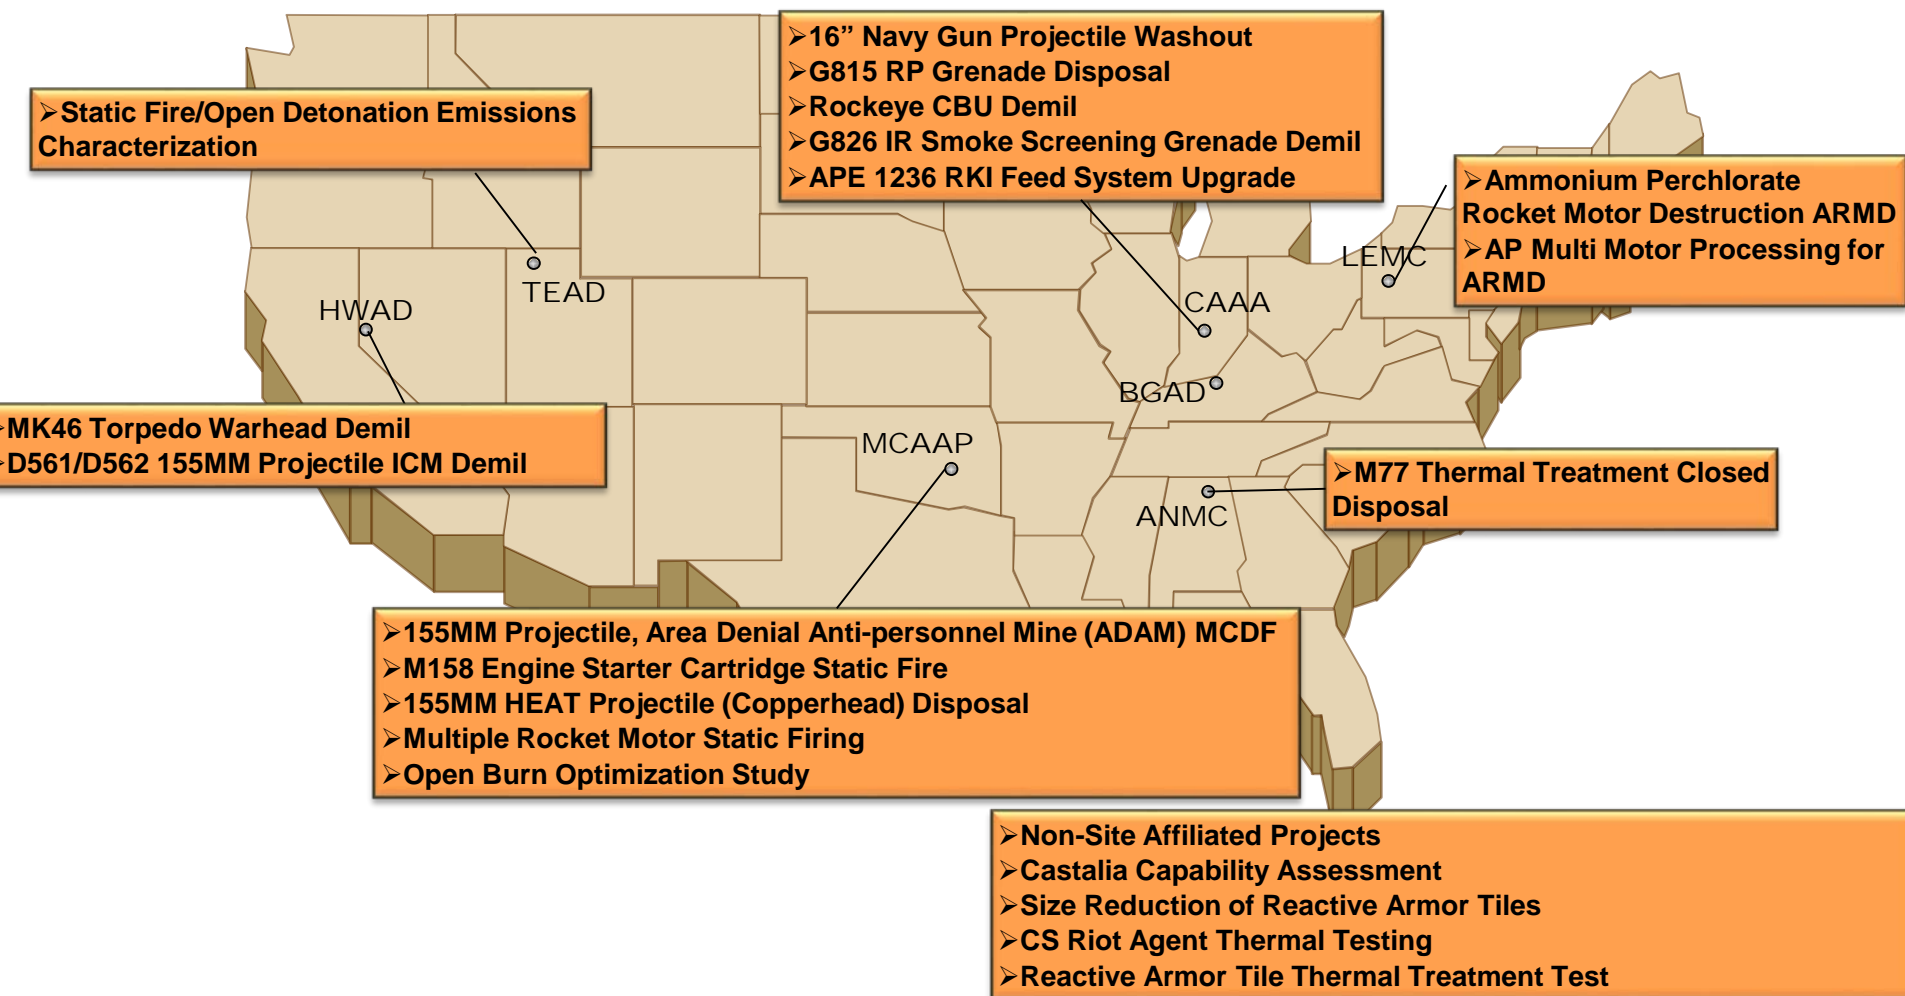 ➢16” Navy Gun Projectile Washout
➢G815 RP Grenade Disposal
➢Rockeye CBU Demil
➢G826 IR Smoke Screening Grenade Demil
➢APE 1236 RKI Feed System Upgrade
➢Static Fire/Open Detonation Emissions
Characterization
➢Ammonium Perchlorate
Rocket Motor Destruction ARMD
➢AP Multi Motor Processing for
ARMD
LEMC
TEAD
HWAD
CAAA
BGAD
MCAAP
ANMC
➢MK46 Torpedo Warhead Demil
➢D561/D562 155MM Projectile ICM Demil
➢M77 Thermal Treatment Closed
Disposal
➢155MM Projectile, Area Denial Anti-personnel Mine (ADAM) MCDF
➢M158 Engine Starter Cartridge Static Fire
➢155MM HEAT Projectile (Copperhead) Disposal
➢Multiple Rocket Motor Static Firing
➢Open Burn Optimization Study
➢Non-Site Affiliated Projects
➢Castalia Capability Assessment
➢Size Reduction of Reactive Armor Tiles
➢CS Riot Agent Thermal Testing
➢Reactive Armor Tile Thermal Treatment Test